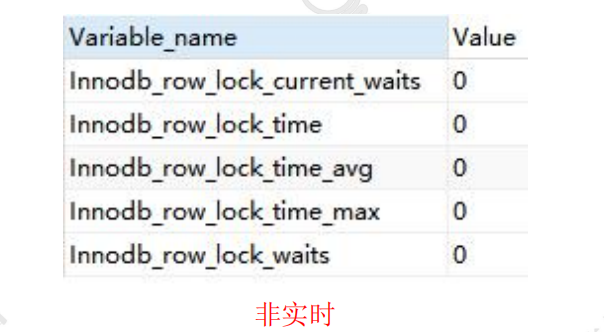 Variable_name Value
Innodb_row_lock_current_waits 0
Innodb_row_lock_time 0
Innodb_row_lock_time_avg 0
Innodb_row_lock_time_max 0
Innodb_row_lock_waits 0
非实时